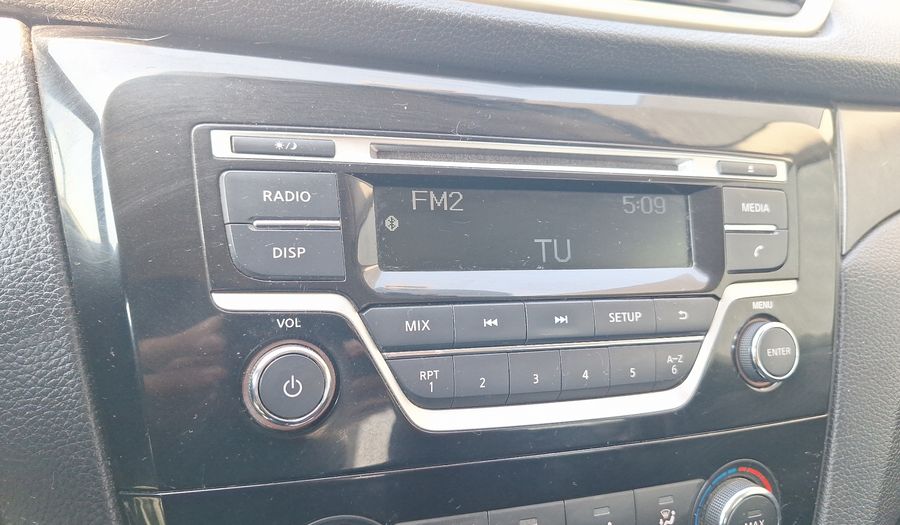 RADIO
FM2
5:09
MEDIA
DISP
TU
VOL
MIX
SETUP
MENU
ENTER
RPT
1
2
3
4
5
A-Z
6
MAX